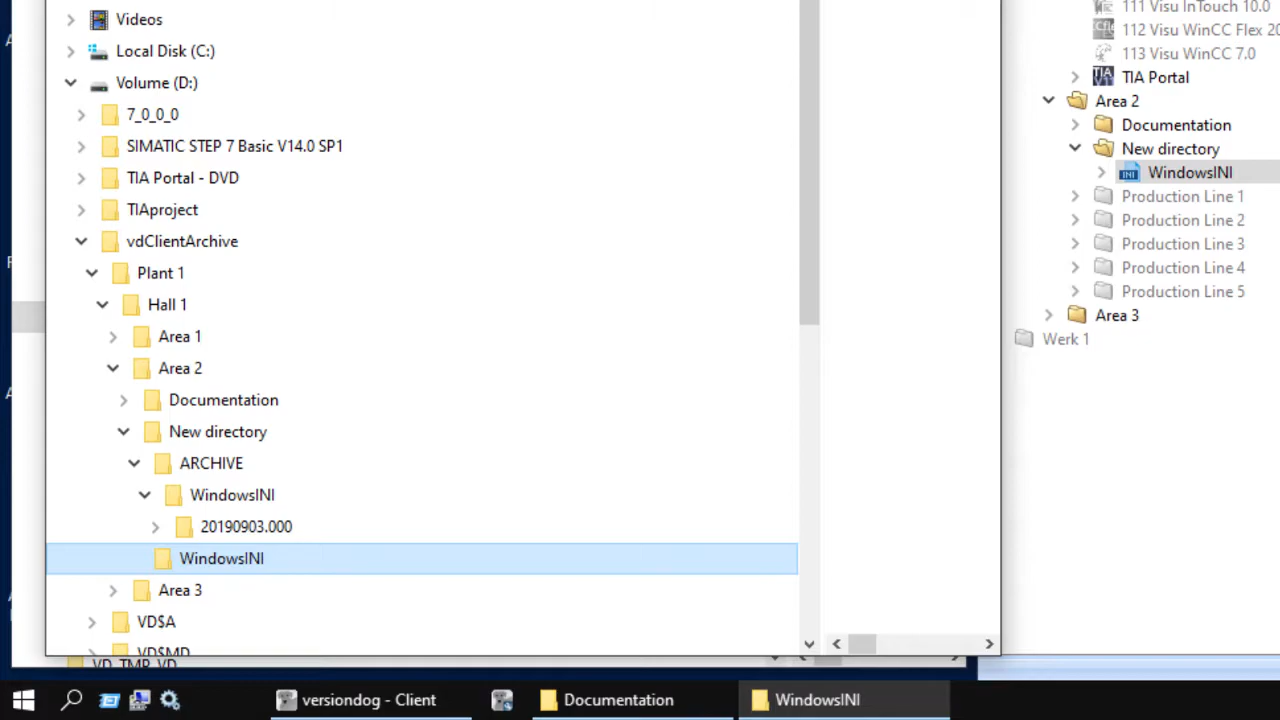 Videos
Local Disk (C:)
Volume (D:)
7_0_0_0
SIMATIC STEP 7 Basic V14.0 SP1
TIA Portal - DVD
TIAproject
vdClientArchive
Plant 1
Hall 1
Area 1
Area 2
Documentation
New directory
ARCHIVE
WindowsINI
20190903.000
WindowsINI
Area 3
VD$A
VD$MD
VD_TMP_VD
111 Visu InTouch 10.0
112 Visu WinCC Flex 20
113 Visu WinCC 7.0
TIA Portal
Area 2
Documentation
New directory
WindowsINI
Production Line 1
Production Line 2
Production Line 3
Production Line 4
Production Line 5
Area 3
Werk 1
versiondog - Client
Documentation
WindowsINI